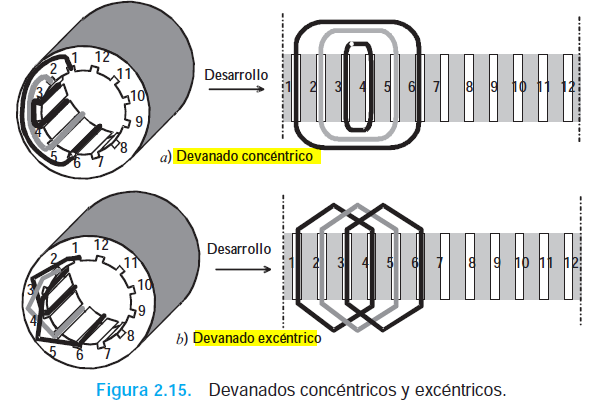 1 12 11 10 9 8 7 6 5 4 3 2
Desarrollo
1 2 3 4 5 6 7 8 9 10 11 12
a) Devanado concéntrico
1 12 11 10 9 8 7 6 5 4 3 2
Desarrollo
1 2 3 4 5 6 7 8 9 10 11 12
b) Devanado excéntrico
Figura 2.15. Devanados concéntricos y excéntricos.